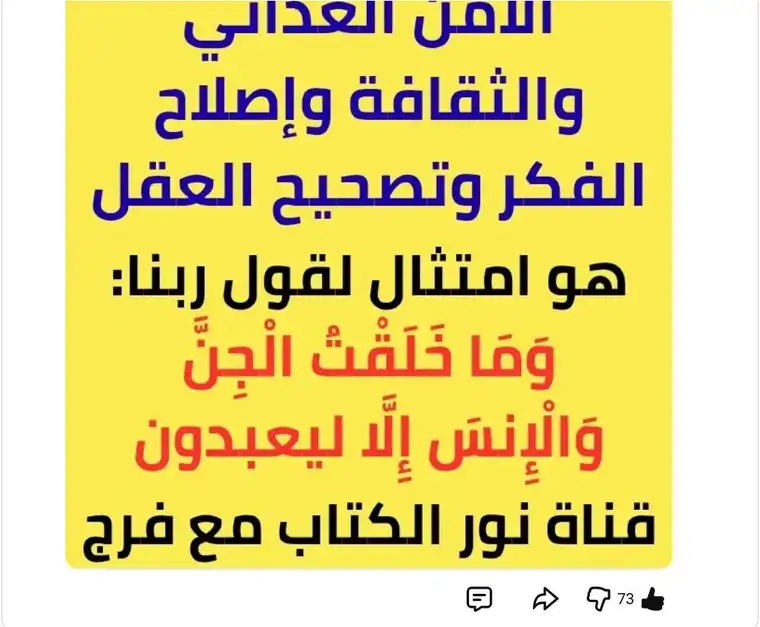 الأمن الغذائي
والثقافة وإصلاح
الفكر وتصحيح العقل
هو امتثال لقول ربنا:
وَمَا خَلَقْتُ الْجِنَّ
وَالْإِنسَ إِلَّا ليعبدون
قناة نور الكتاب مع فرج
73